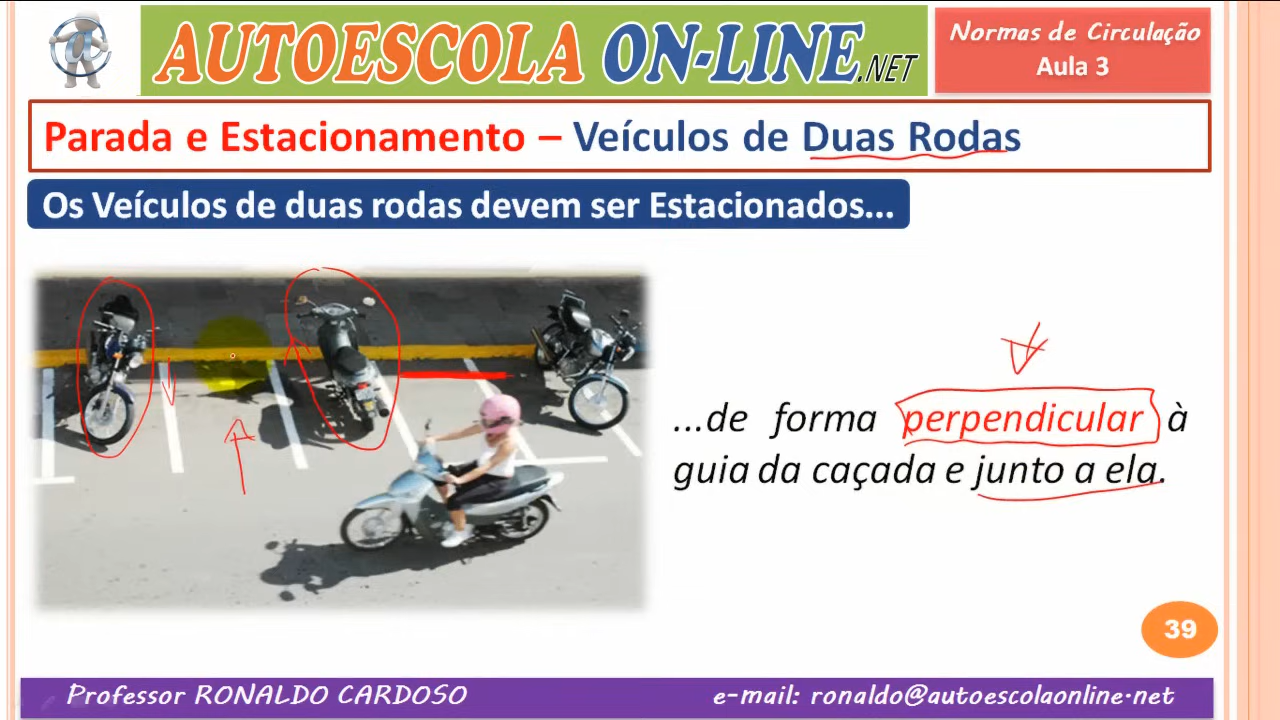 AUTOESCOLA ON-LINE.NET
Normas de Circulação
Aula 3
Parada e Estacionamento – Veículos de Duas Rodas
Os Veículos de duas rodas devem ser Estacionados...
...de forma perpendicular à
guia da caçada e junto a ela.
39
Professor RONALDO CARDOSO
e-mail: ronaldo@autoescolaonline.net